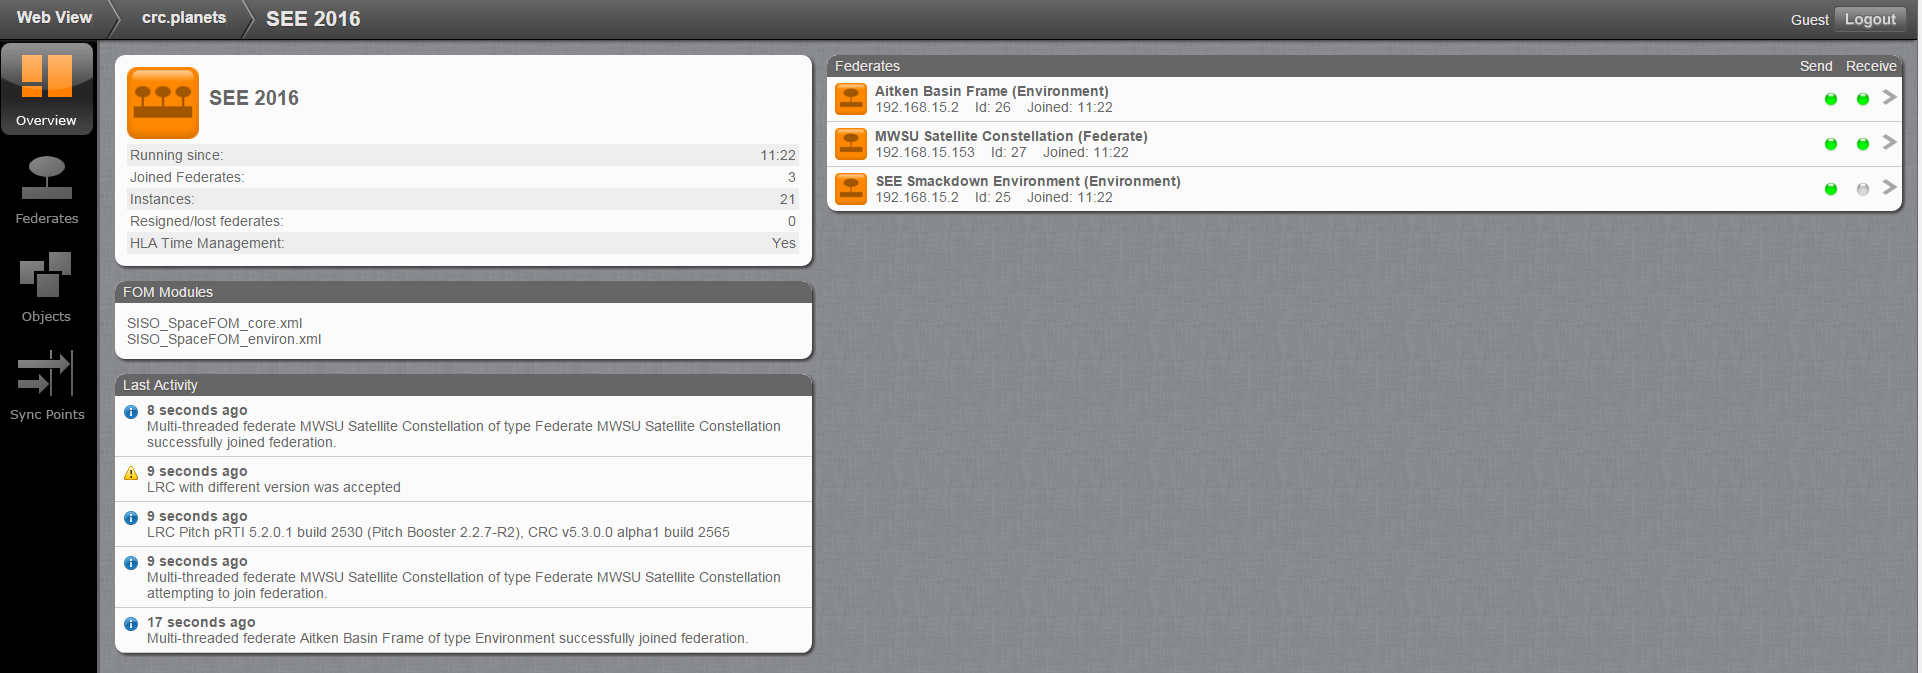 Web View
crc.planets
SEE 2016
Guest
Logout
Overview
Federates
Objects
Sync Points
SEE 2016
Running since: 11:22
Joined Federates: 3
Instances: 21
Resigned/lost federates: 0
HLA Time Management: Yes
FOM Modules
SISO_SpaceFOM_core.xml
SISO_SpaceFOM_environ.xml
Last Activity
8 seconds ago
Multi-threaded federate MWSU Satellite Constellation of type Federate MWSU Satellite Constellation
successfully joined federation.
9 seconds ago
LRC with different version was accepted
9 seconds ago
LRC Pitch pRTI 5.2.0.1 build 2530 (Pitch Booster 2.2.7-R2), CRC v5.3.0.0 alpha1 build 2565
9 seconds ago
Multi-threaded federate MWSU Satellite Constellation of type Federate MWSU Satellite Constellation
attempting to join federation.
17 seconds ago
Multi-threaded federate Aitken Basin Frame of type Environment successfully joined federation.
Federates Send Receive
Aitken Basin Frame (Environment)
192.168.15.2 Id: 26 Joined: 11:22
MWSU Satellite Constellation (Federate)
192.168.15.153 Id: 27 Joined: 11:22
SEE Smackdown Environment (Environment)
192.168.15.2 Id: 25 Joined: 11:22